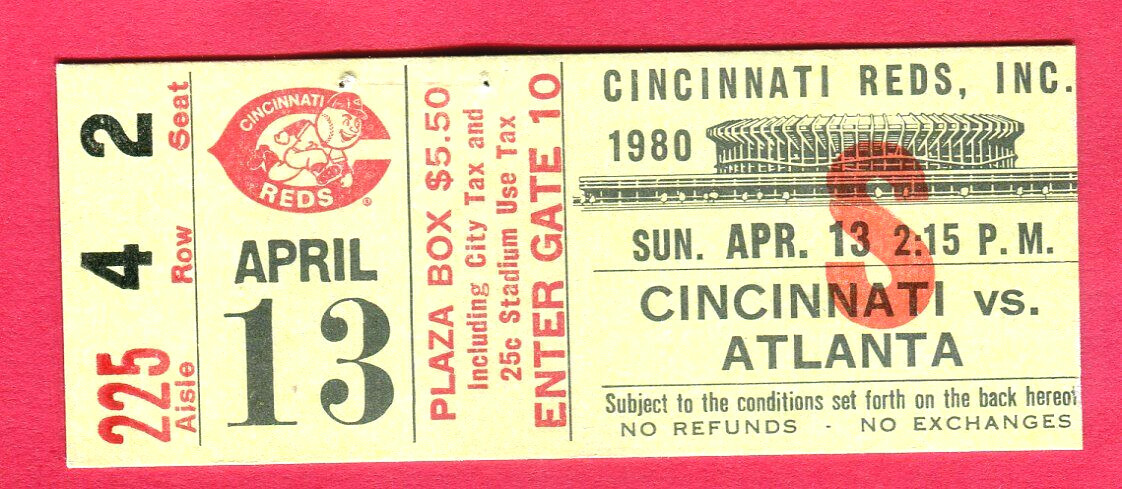 225 Aisle
4 Row
2 Seat
CINCINNATI
REDS
®
APRIL
13
PLAZA BOX $5.50
Including City Tax and
25c Stadium Use Tax
ENTER GATE 10
CINCINNATI REDS, INC.
1980
S
SUN. APR. 13 2:15 P. M.
CINCINNATI vs.
ATLANTA
Subject to the conditions set forth on the back hereof
NO REFUNDS - NO EXCHANGES